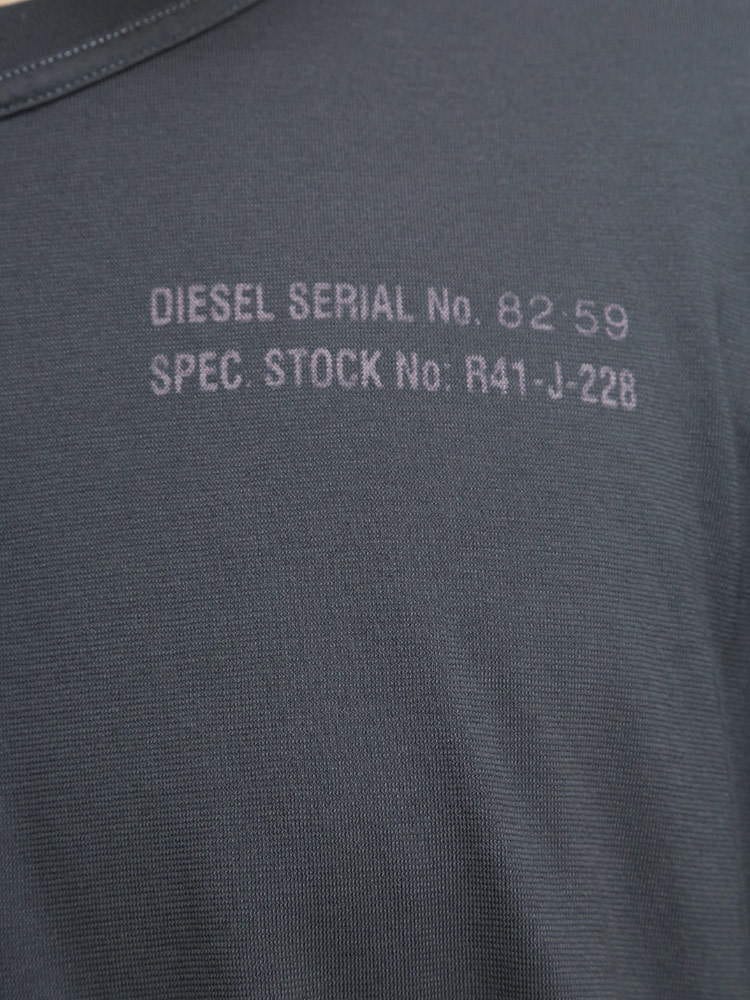 DIESEL SERIAL No. 82·59
SPEC. STOCK No: R41-J-228